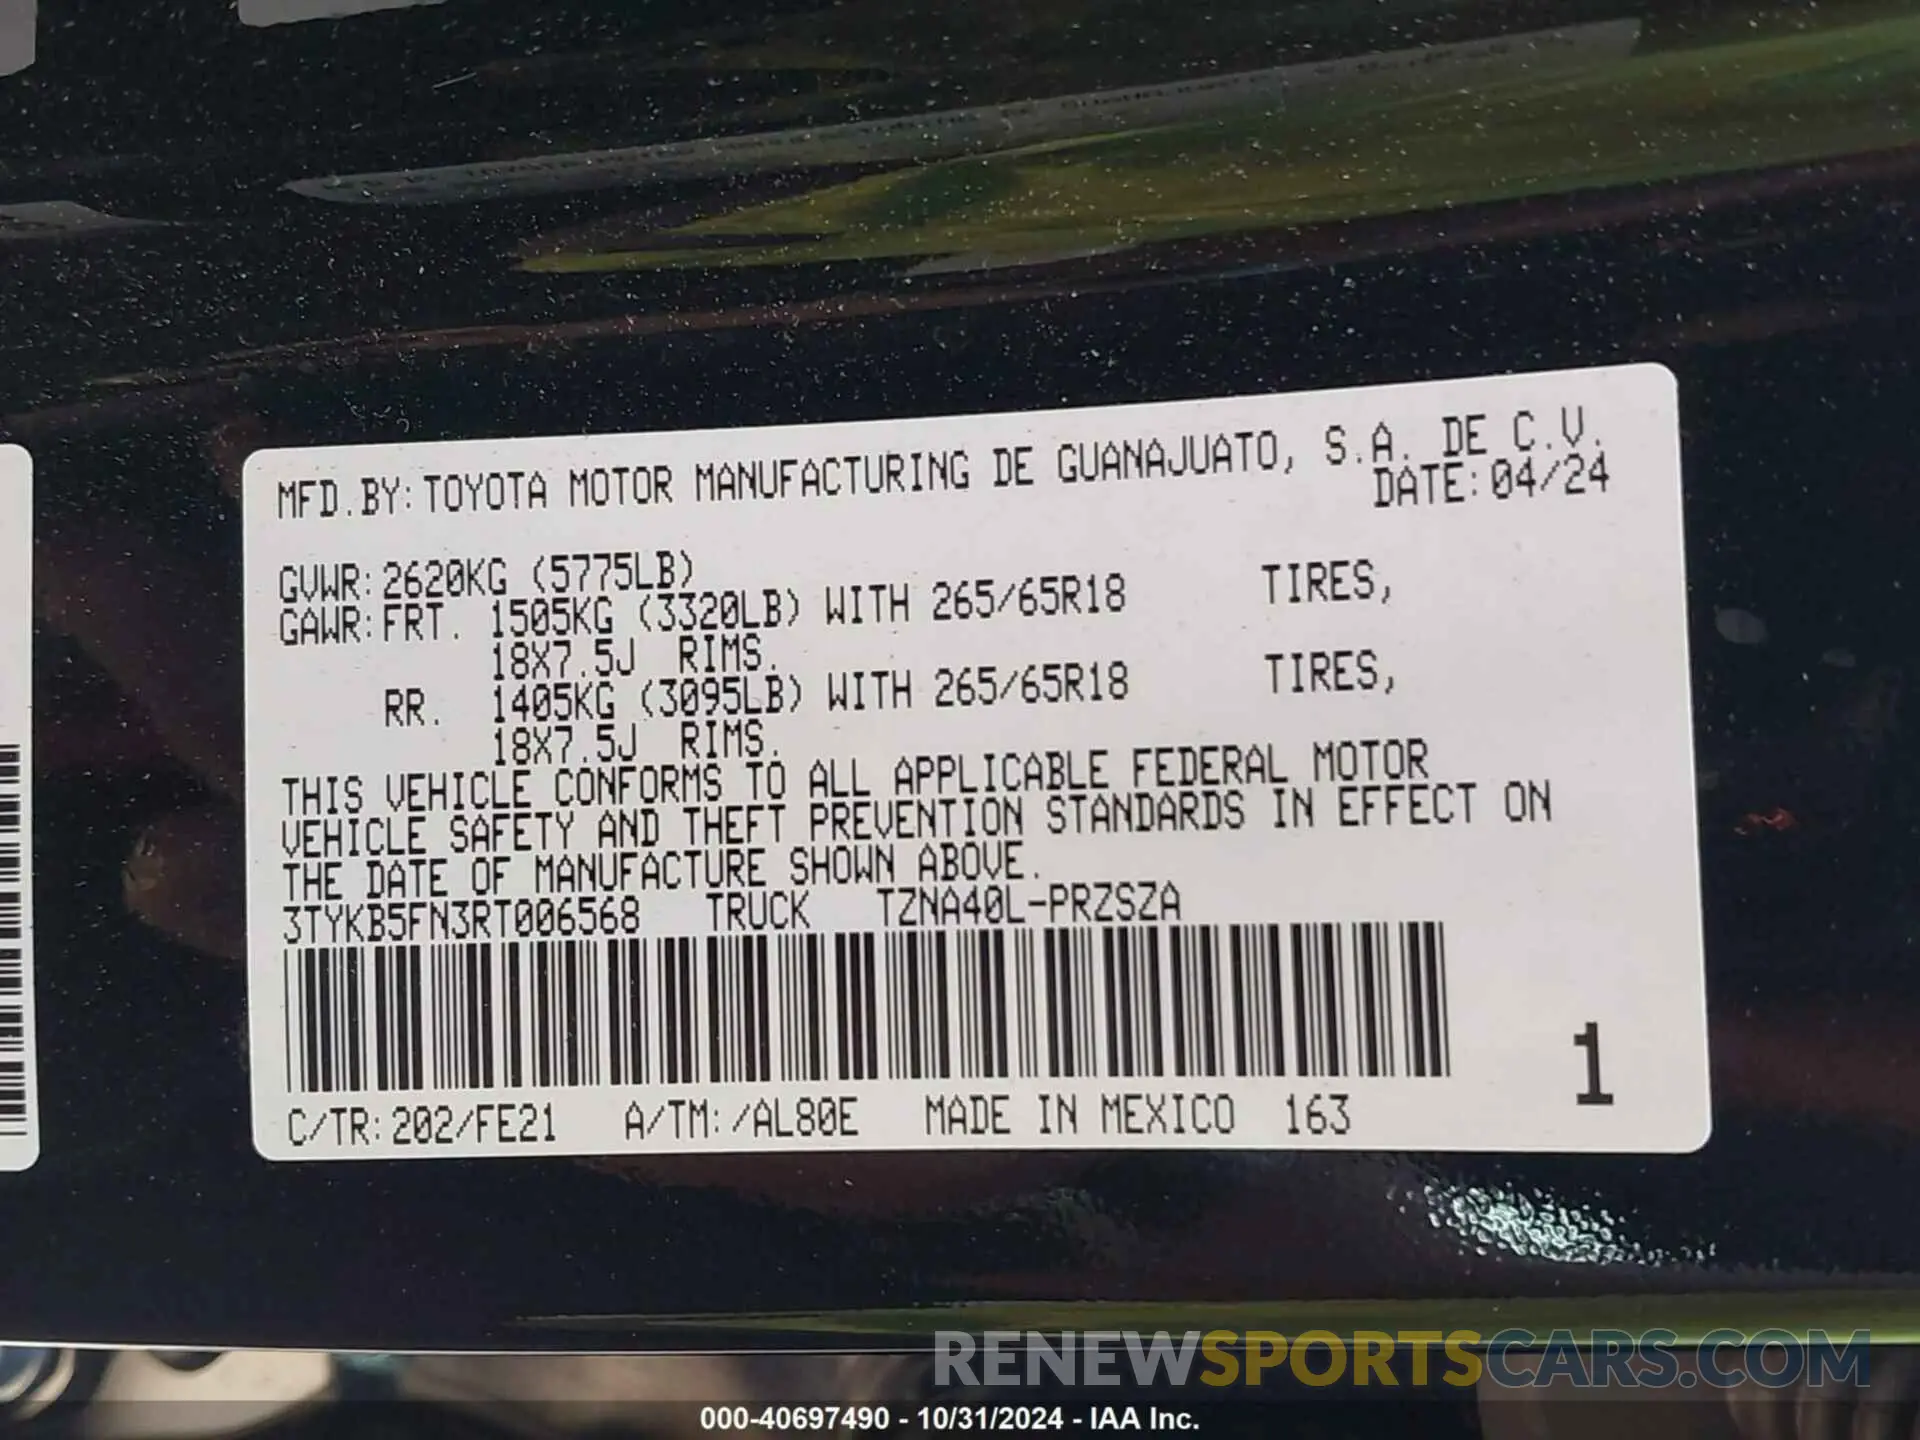 MFD.BY:TOYOTA MOTOR MANUFACTURING DE GUANAJUATO, S.A. DE C.V.
DATE:04/24
GVWR:2620KG (5775LB)
GAWR:FRT. 1505KG (3320LB) WITH 265/65R18 TIRES,
18X7.5J RIMS.
RR. 1405KG (3095LB) WITH 265/65R18 TIRES,
18X7.5J RIMS.
THIS VEHICLE CONFORMS TO ALL APPLICABLE FEDERAL MOTOR
VEHICLE SAFETY AND THEFT PREVENTION STANDARDS IN EFFECT ON
THE DATE OF MANUFACTURE SHOWN ABOVE.
3TYKB5FN3RT006568 TRUCK TZNA40L-PRZSZA
1
C/TR:202/FE21 A/TM:/AL80E MADE IN MEXICO 163
RENEWSPORTSCARS.COM
000-40697490 - 10/31/2024 - IAA Inc.